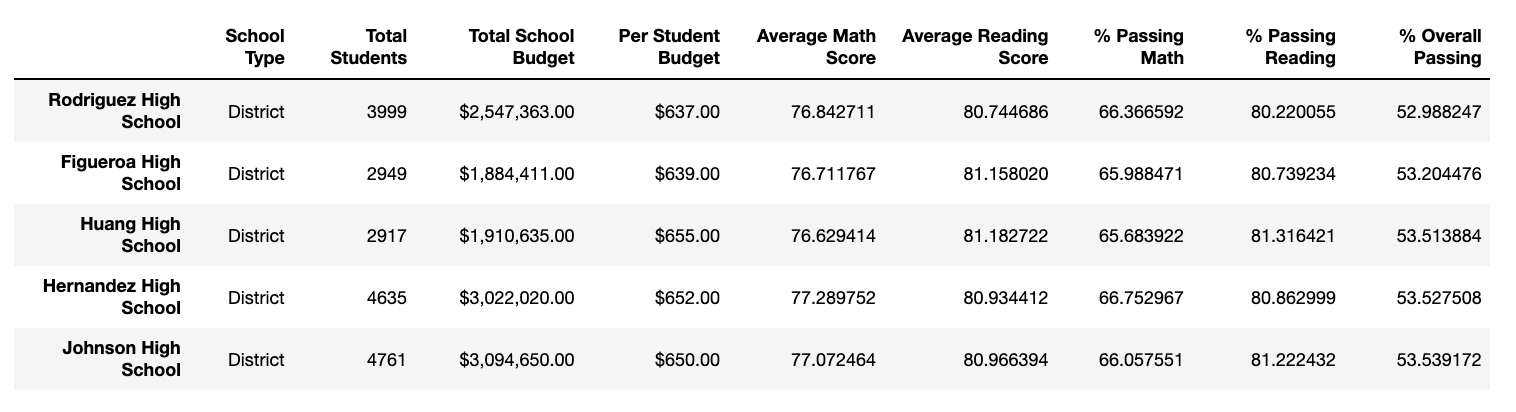 School Type Total Students Total School Budget Per Student Budget Average Math Score Average Reading Score % Passing Math % Passing Reading % Overall Passing
Rodriguez High School District 3999 $2,547,363.00 $637.00 76.842711 80.744686 66.366592 80.220055 52.988247
Figueroa High School District 2949 $1,884,411.00 $639.00 76.711767 81.158020 65.988471 80.739234 53.204476
Huang High School District 2917 $1,910,635.00 $655.00 76.629414 81.182722 65.683922 81.316421 53.513884
Hernandez High School District 4635 $3,022,020.00 $652.00 77.289752 80.934412 66.752967 80.862999 53.527508
Johnson High School District 4761 $3,094,650.00 $650.00 77.072464 80.966394 66.057551 81.222432 53.539172